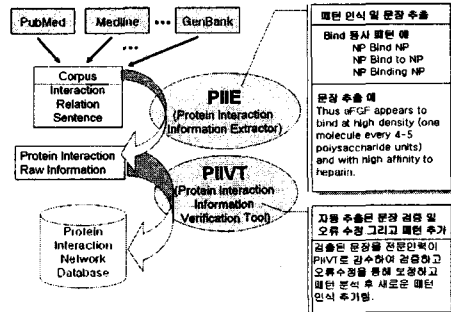 PubMed
Medline
GenBank
Corpus
Interaction
Relation
Sentence
PIIE
(Protein Interaction
Information Extractor)
Protein Interaction
Raw Information
PIIVT
(Protein Interaction
Information
Verification Tool)
Protein
Interaction
Network
Database
패턴 인식 및 문장 추출
Bind 동사 패턴 예
NP Bind NP
NP Bind to NP
NP Binding NP
문장 추출 예
Thus aFGF appears to
bind at high density (one
molecule every 4-5
polysaccharide units)
and with high affinity to
heparin.
자동 추출된 문장 검증 및
오류 수정 그리고 패턴 추가
검출된 문장을 전문인력이
PIIVT로 감수하여 검증하고
오류수정을 통해 보정하고
패턴 분석 후 새로운 패턴
인식 추가함.